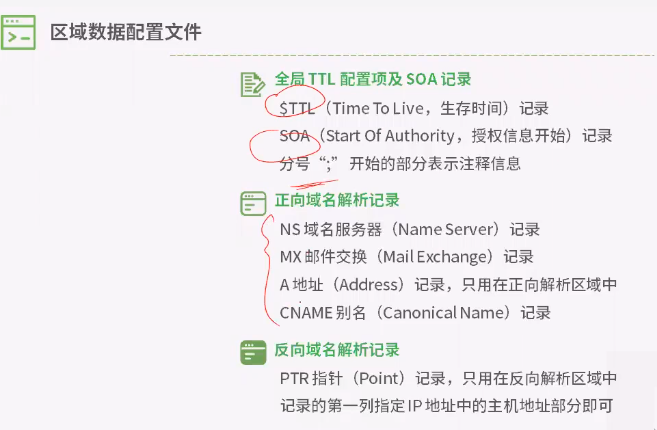 区域数据配置文件
全局 TTL 配置项及 SOA 记录
$TTL（Time To Live，生存时间）记录
SOA（Start Of Authority，授权信息开始）记录
分号“;” 开始的部分表示注释信息
正向域名解析记录
NS 域名服务器（Name Server）记录
MX 邮件交换（Mail Exchange）记录
A 地址（Address）记录，只用在正向解析区域中
CNAME 别名（Canonical Name）记录
反向域名解析记录
PTR 指针（Point）记录，只用在反向解析区域中
记录的第一列指定 IP 地址中的主机地址部分即可